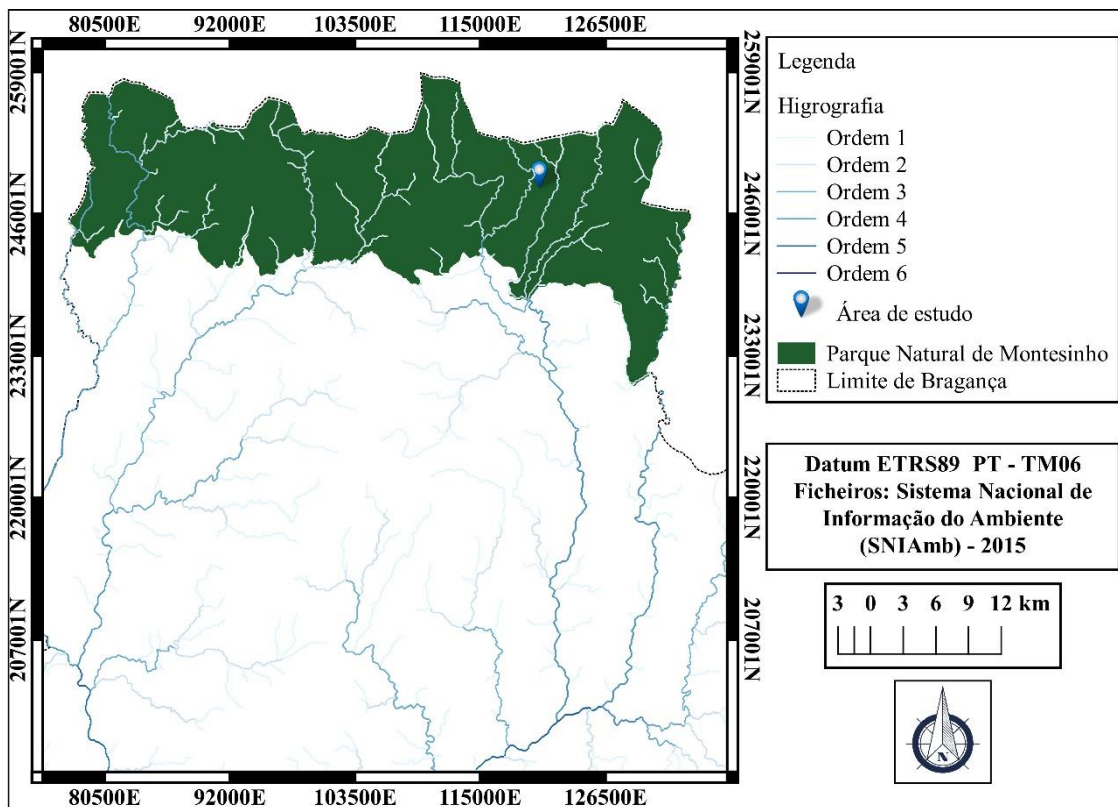 80500E 92000E 103500E 115000E 126500E
259001N
246001N
233001N
220001N
207001N
259001N
246001N
233001N
220001N
207001N
80500E 92000E 103500E 115000E 126500E
Legenda
Higrografia
Ordem 1
Ordem 2
Ordem 3
Ordem 4
Ordem 5
Ordem 6
Área de estudo
Parque Natural de Montesinho
Limite de Bragança
Datum ETRS89 PT - TM06
Ficheiros: Sistema Nacional de
Informação do Ambiente
(SNIAmb) - 2015
3 0 3 6 9 12 km
N